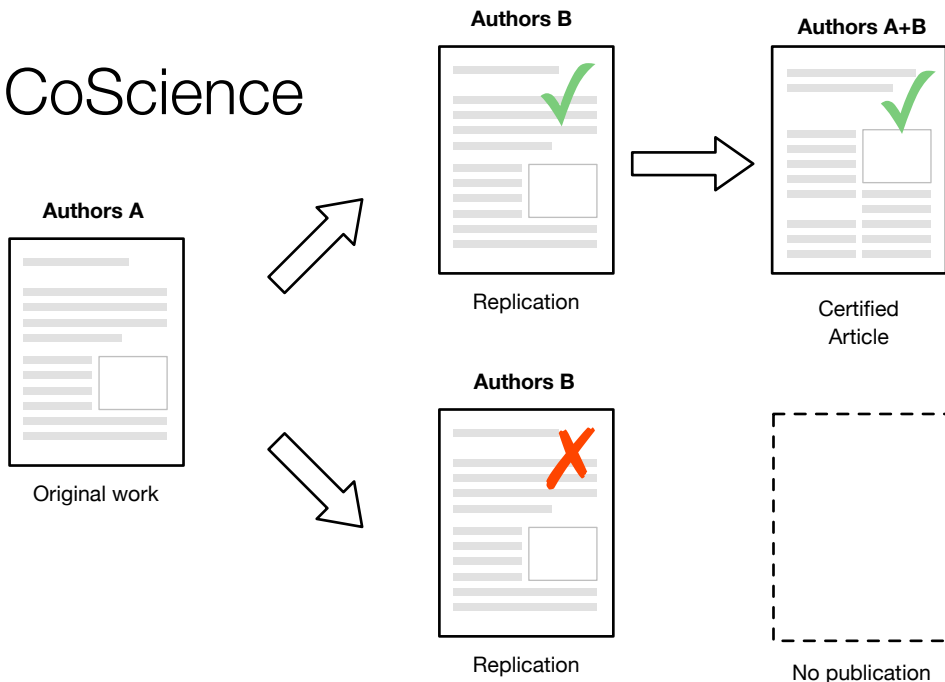 CoScience
Authors A
Original work
Authors B
Replication
Authors A+B
Certified
Article
Authors B
Replication
No publication